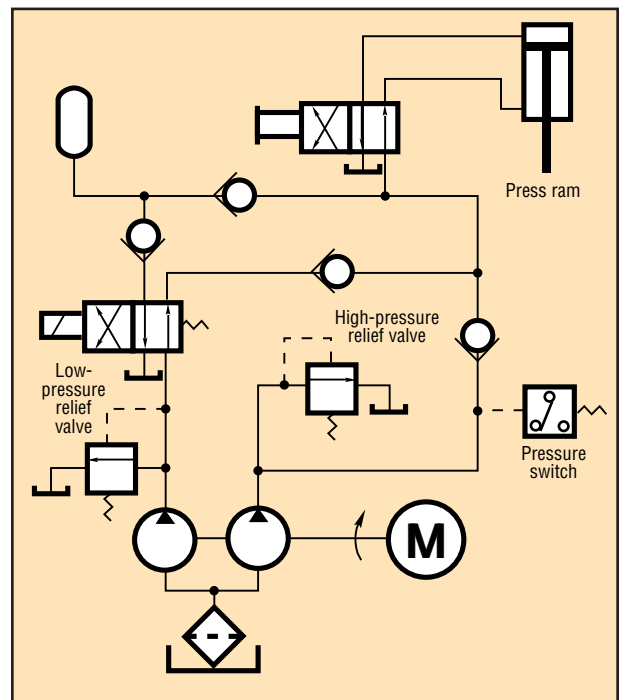 Press ram
High-pressure
relief valve
Low-
pressure
relief
valve
Pressure
switch
M